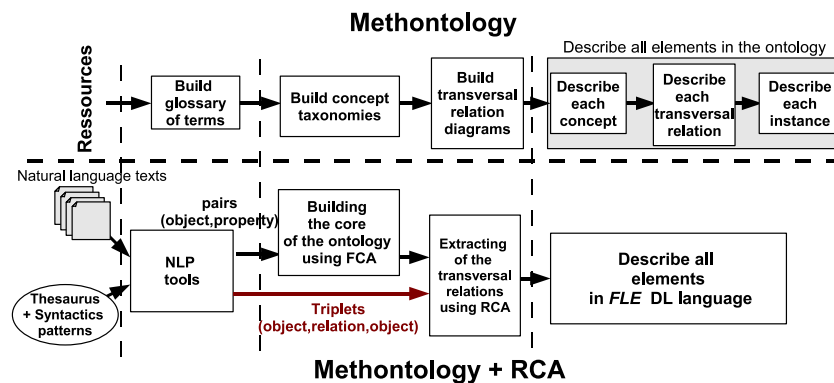 Methontology
Describe all elements in the ontology
Ressources
Build
glossary
of terms
Build concept
taxonomies
Build
transversal
relation
diagrams
Describe
each
concept
Describe
each
transversal
relation
Describe
each
instance
Natural language texts
Thesaurus
+ Syntactics
patterns
NLP
tools
pairs
(object,property)
Building
the core
of the ontology
using FCA
Triplets
(object,relation,object)
Extracting
of the
transversal
relations
using RCA
Describe all
elements
in FLE DL language
Methontology + RCA